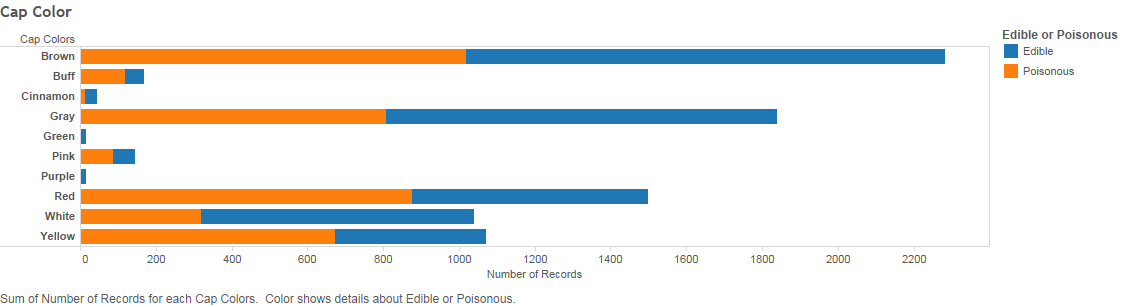 Cap Color
Cap Colors
Brown
Buff
Cinnamon
Gray
Green
Pink
Purple
Red
White
Yellow
0 200 400 600 800 1000 1200 1400 1600 1800 2000 2200
Number of Records
Edible or Poisonous
Edible
Poisonous
Sum of Number of Records for each Cap Colors.  Color shows details about Edible or Poisonous.